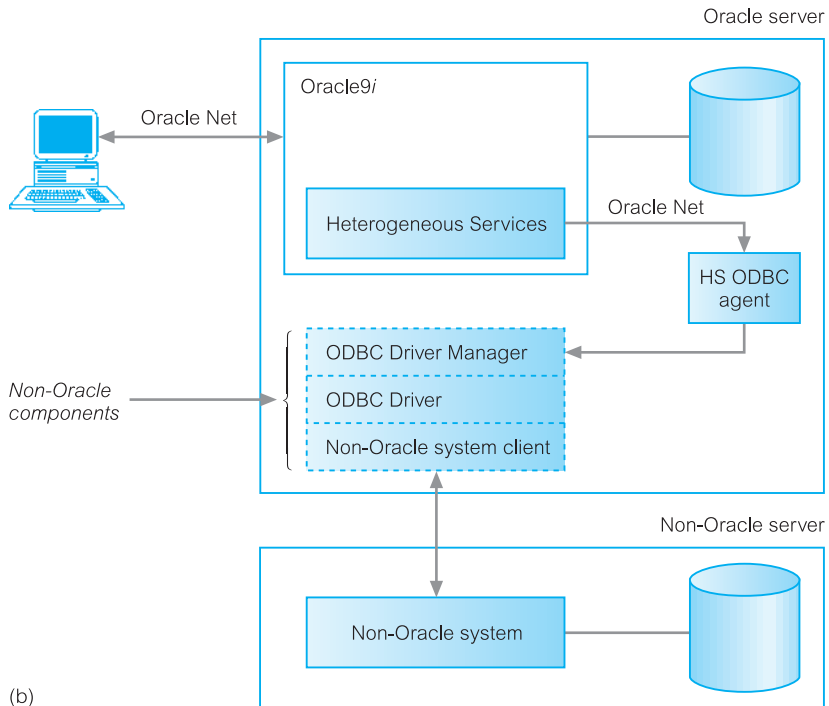 Oracle server
Oracle9i
Oracle Net
Heterogeneous Services
Oracle Net
HS ODBC
agent
ODBC Driver Manager
Non-Oracle
components
ODBC Driver
Non-Oracle system client
Non-Oracle server
Non-Oracle system
(b)